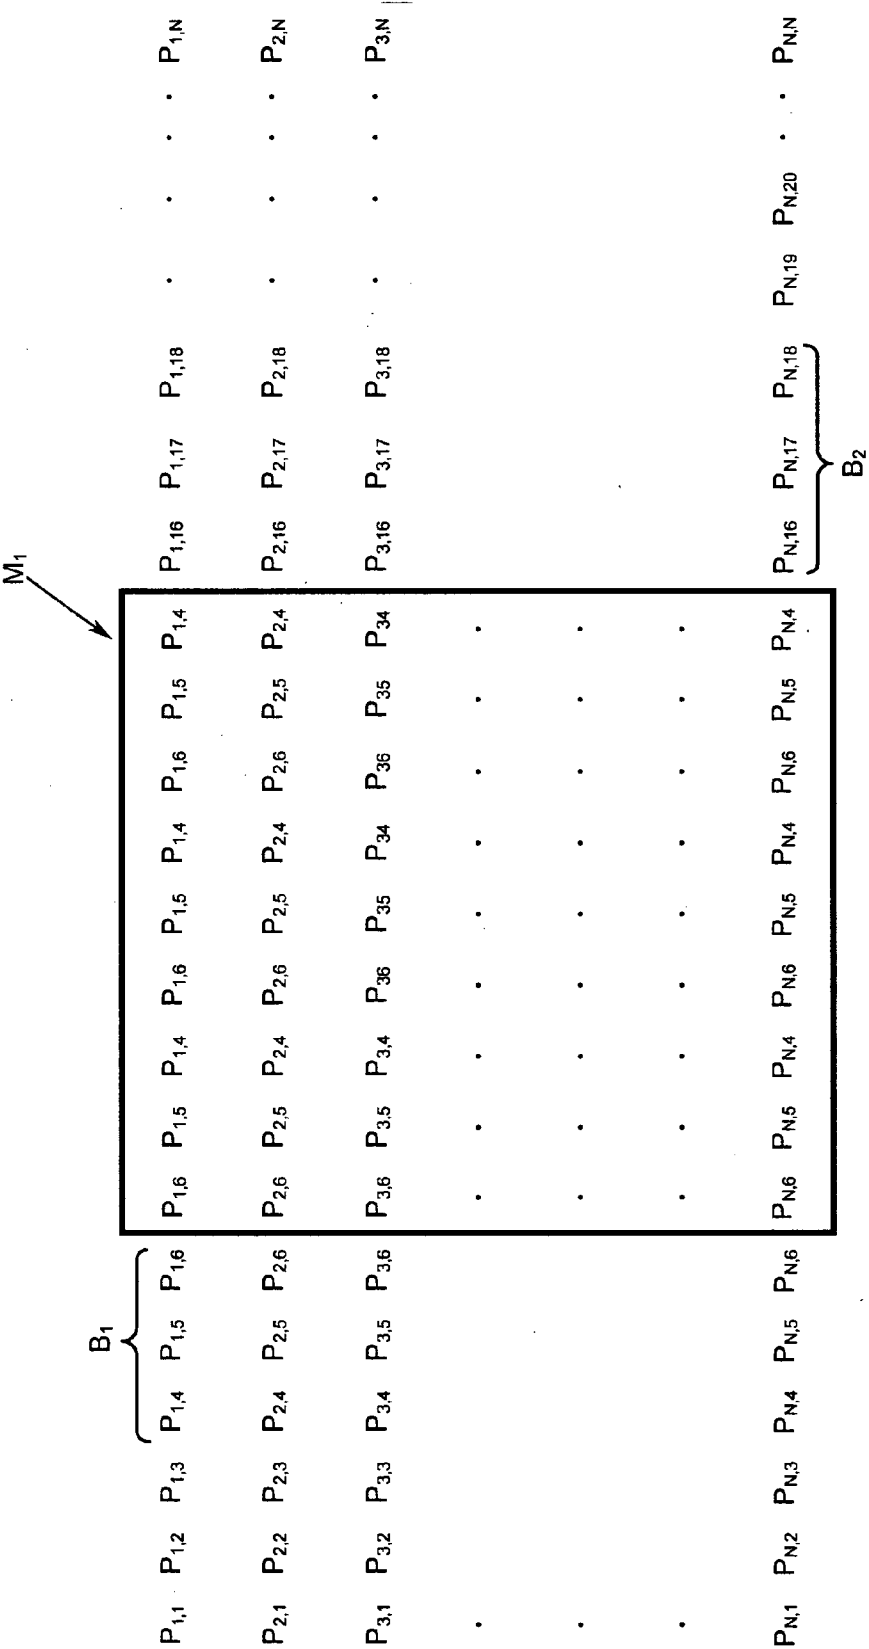 M1
B1
P1,1 P1,2 P1,3 P1,4 P1,5 P1,6 P1,6 P1,5 P1,4 P1,6 P1,5 P1,4 P1,6 P1,5 P1,4 P1,16 P1,17 P1,18 . . . . P1,N
P2,1 P2,2 P2,3 P2,4 P2,5 P2,6 P2,6 P2,5 P2,4 P2,6 P2,5 P2,4 P2,6 P2,5 P2,4 P2,16 P2,17 P2,18 . . . . P2,N
P3,1 P3,2 P3,3 P3,4 P3,5 P3,6 P3,6 P3,5 P3,4 P36 P35 P34 P36 P35 P34 P3,16 P3,17 P3,18 . . . . P3,N
. . . . . . . . . .
. . . . . . . . . .
. . . . . . . . . .
PN,1 PN,2 PN,3 PN,4 PN,5 PN,6 PN,6 PN,5 PN,4 PN,6 PN,5 PN,4 PN,6 PN,5 PN,4 PN,16 PN,17 PN,18 PN,19 PN,20 . . PN,N
B2